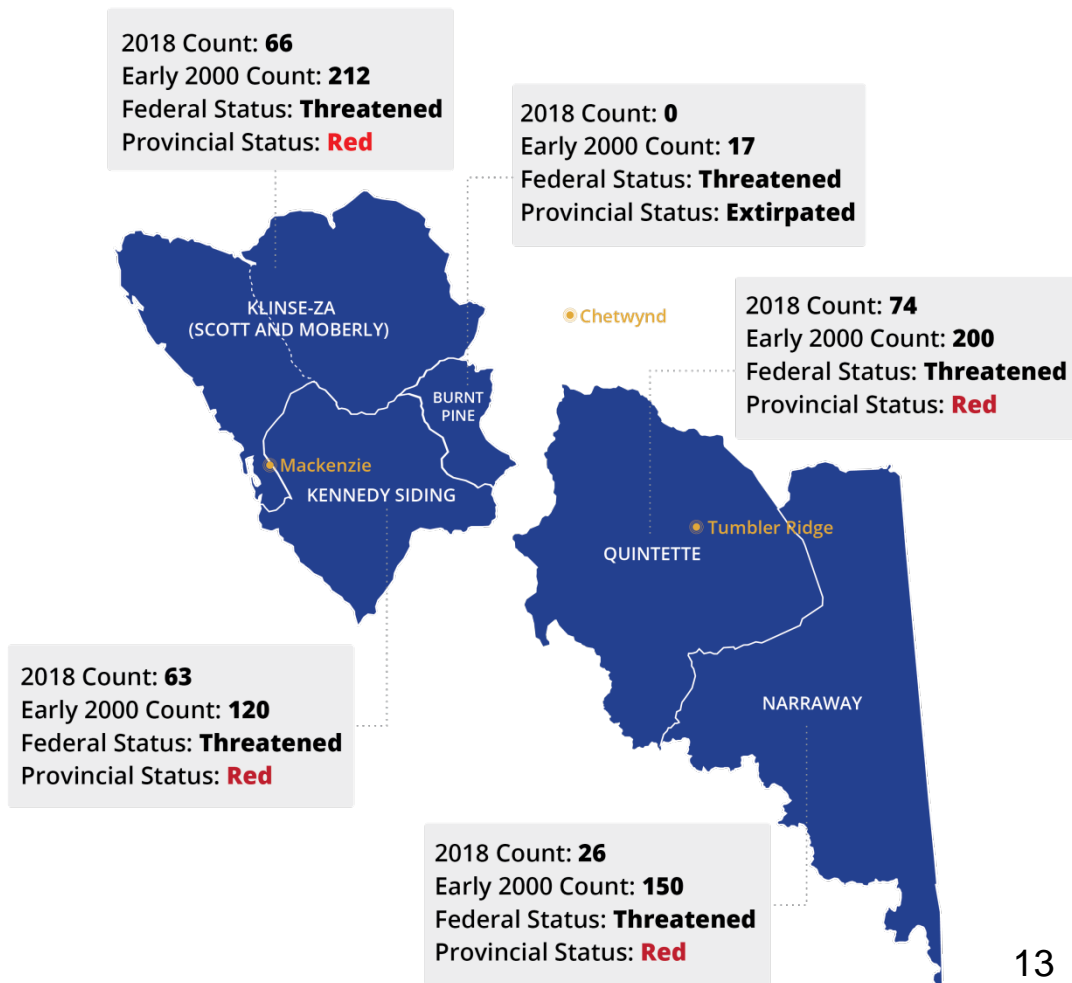 2018 Count: 66
Early 2000 Count: 212
Federal Status: Threatened
Provincial Status: Red
2018 Count: 0
Early 2000 Count: 17
Federal Status: Threatened
Provincial Status: Extirpated
KLINSE-ZA
(SCOTT AND MOBERLY)
Chetwynd
2018 Count: 74
Early 2000 Count: 200
Federal Status: Threatened
Provincial Status: Red
BURNT
PINE
Mackenzie
KENNEDY SIDING
Tumbler Ridge
QUINTETTE
2018 Count: 63
Early 2000 Count: 120
Federal Status: Threatened
Provincial Status: Red
NARRAWAY
2018 Count: 26
Early 2000 Count: 150
Federal Status: Threatened
Provincial Status: Red
13